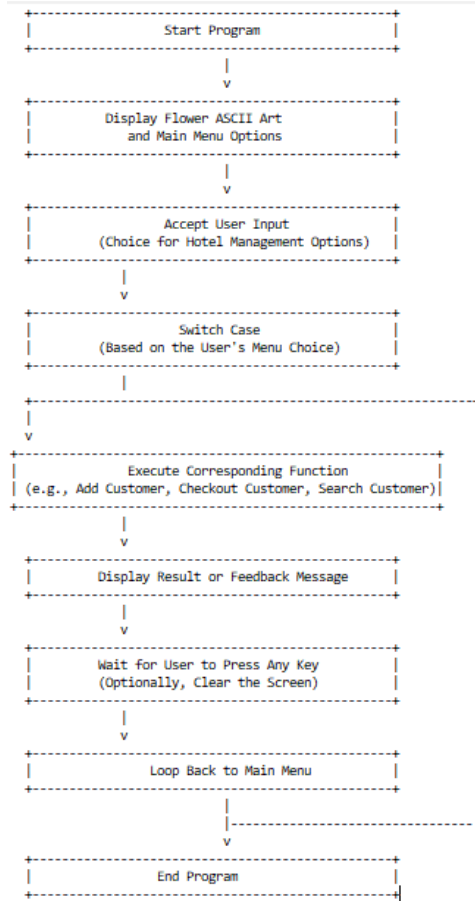 Start Program
v
Display Flower ASCII Art
and Main Menu Options
v
Accept User Input
(Choice for Hotel Management Options)
v
Switch Case
(Based on the User's Menu Choice)
v
Execute Corresponding Function
(e.g., Add Customer, Checkout Customer, Search Customer)
v
Display Result or Feedback Message
v
Wait for User to Press Any Key
(Optionally, Clear the Screen)
v
Loop Back to Main Menu
v
End Program